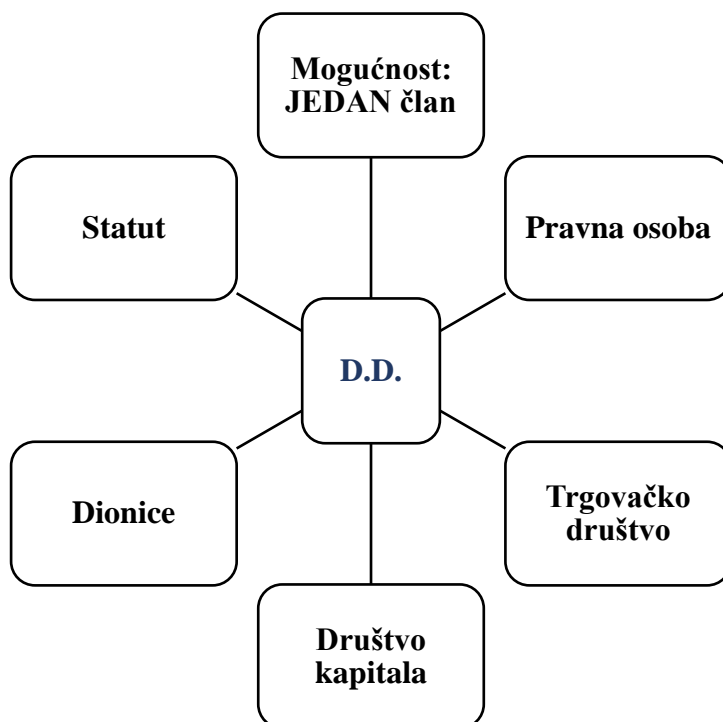 Mogućnost:
JEDAN član
Statut
Pravna osoba
D.D.
Dionice
Trgovačko
društvo
Društvo
kapitala